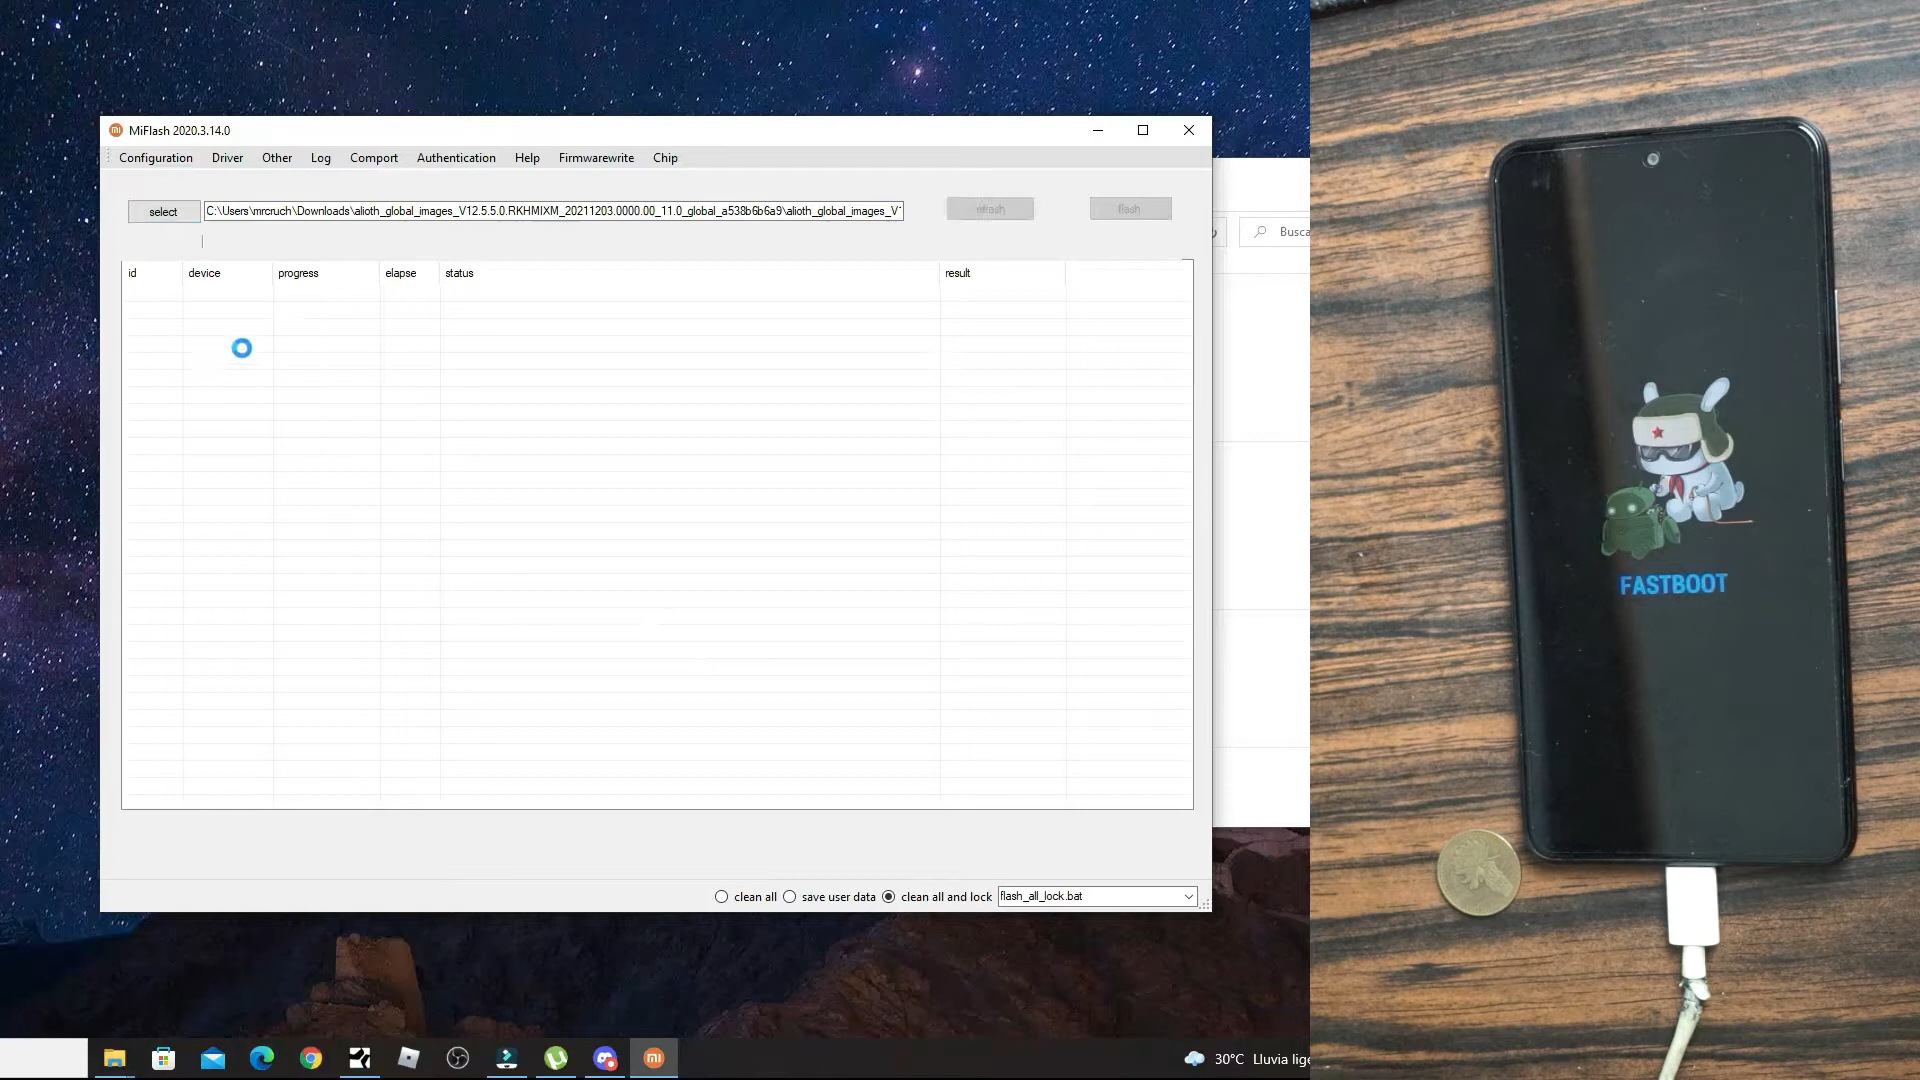 MiFlash 2020.3.14.0
Configuration Driver Other Log Comport Authentication Help Firmwarewrite Chip
select C:\Users\mrcruch\Downloads\alioth_global_images_V12.5.5.0.RKHMIXM_20211203.0000.00_11.0_global_a538b6b6a9\alioth_global_images_V refresh flash
Busca
id device progress elapse status result
clean all save user data clean all and lock flash_all_lock.bat
30°C Lluvia lige
FASTBOOT